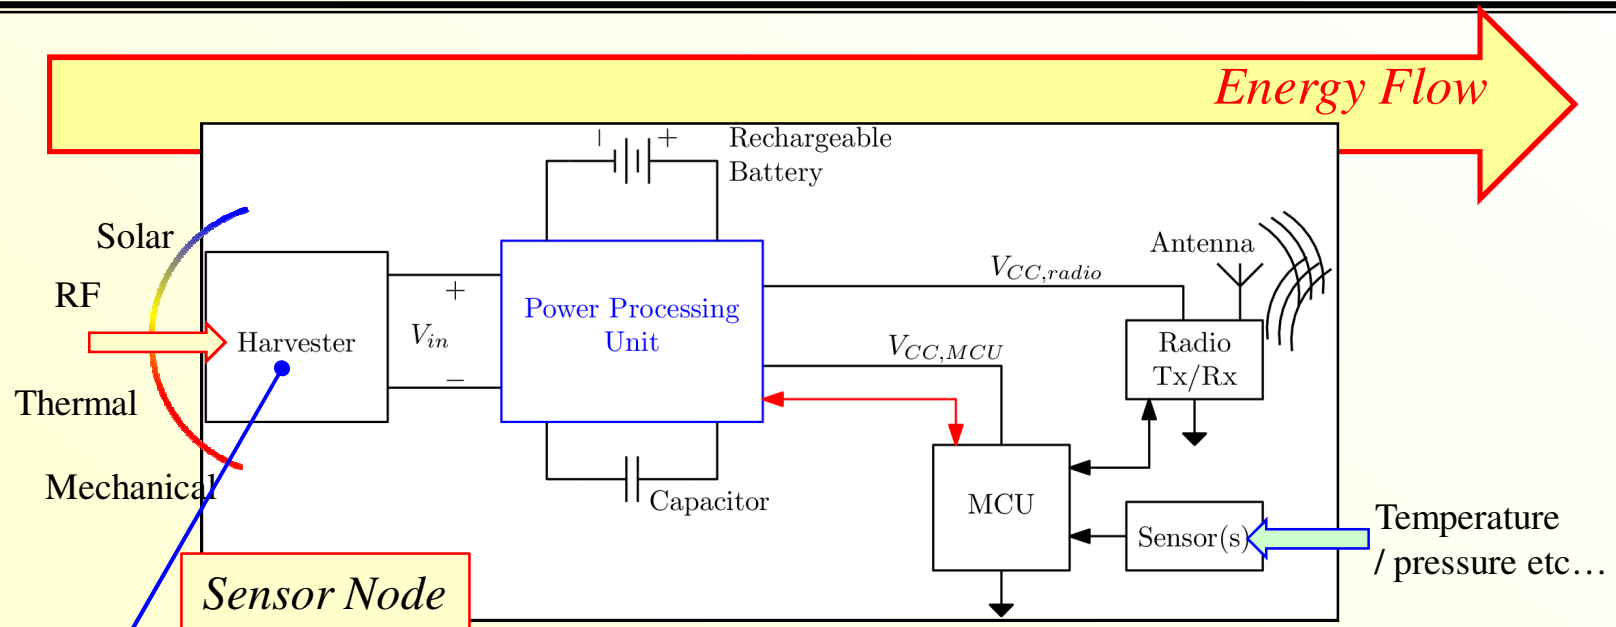 Energy Flow
Rechargeable
Battery
Solar
RF
Thermal
Mechanical
Harvester
+
V_{in}
−
Power Processing
Unit
Capacitor
V_{CC,radio}
V_{CC,MCU}
Antenna
Radio
Tx/Rx
MCU
Sensor(s)
Temperature
/ pressure etc…
Sensor Node